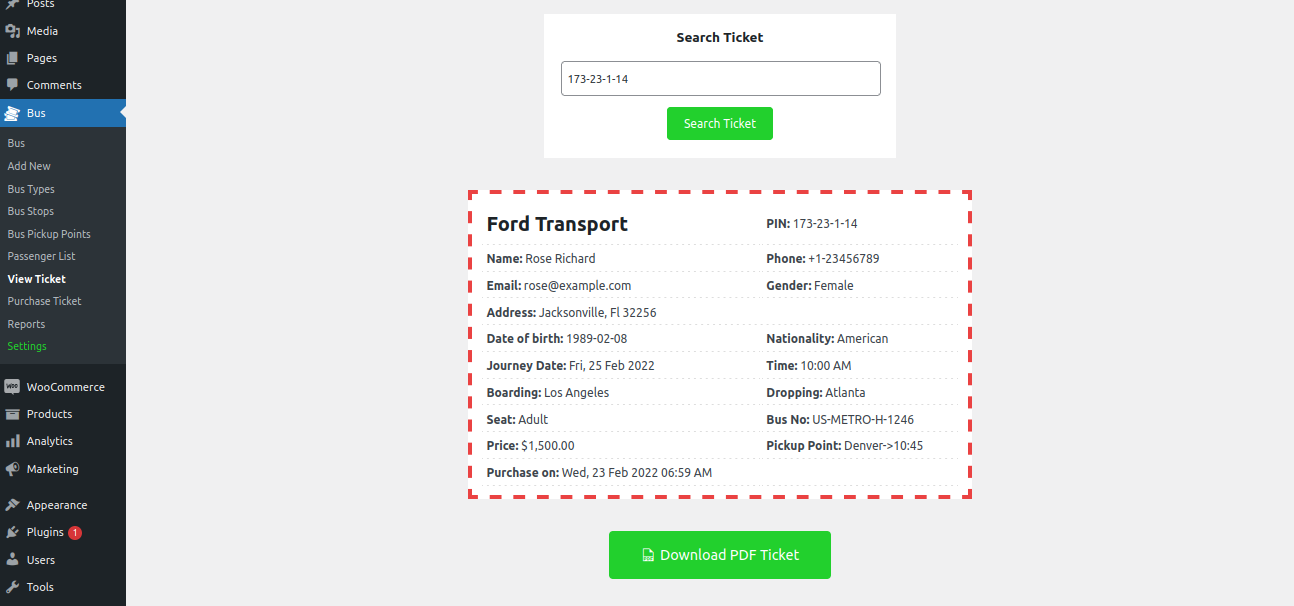 Posts
Media
Pages
Comments
Bus
Bus
Add New
Bus Types
Bus Stops
Bus Pickup Points
Passenger List
View Ticket
Purchase Ticket
Reports
Settings
WooCommerce
Products
Analytics
Marketing
Appearance
Plugins 1
Users
Tools
Search Ticket
173-23-1-14
Search Ticket
Ford Transport PIN: 173-23-1-14
Name: Rose Richard Phone: +1-23456789
Email: rose@example.com Gender: Female
Address: Jacksonville, Fl 32256
Date of birth: 1989-02-08 Nationality: American
Journey Date: Fri, 25 Feb 2022 Time: 10:00 AM
Boarding: Los Angeles Dropping: Atlanta
Seat: Adult Bus No: US-METRO-H-1246
Price: $1,500.00 Pickup Point: Denver->10:45
Purchase on: Wed, 23 Feb 2022 06:59 AM
Download PDF Ticket